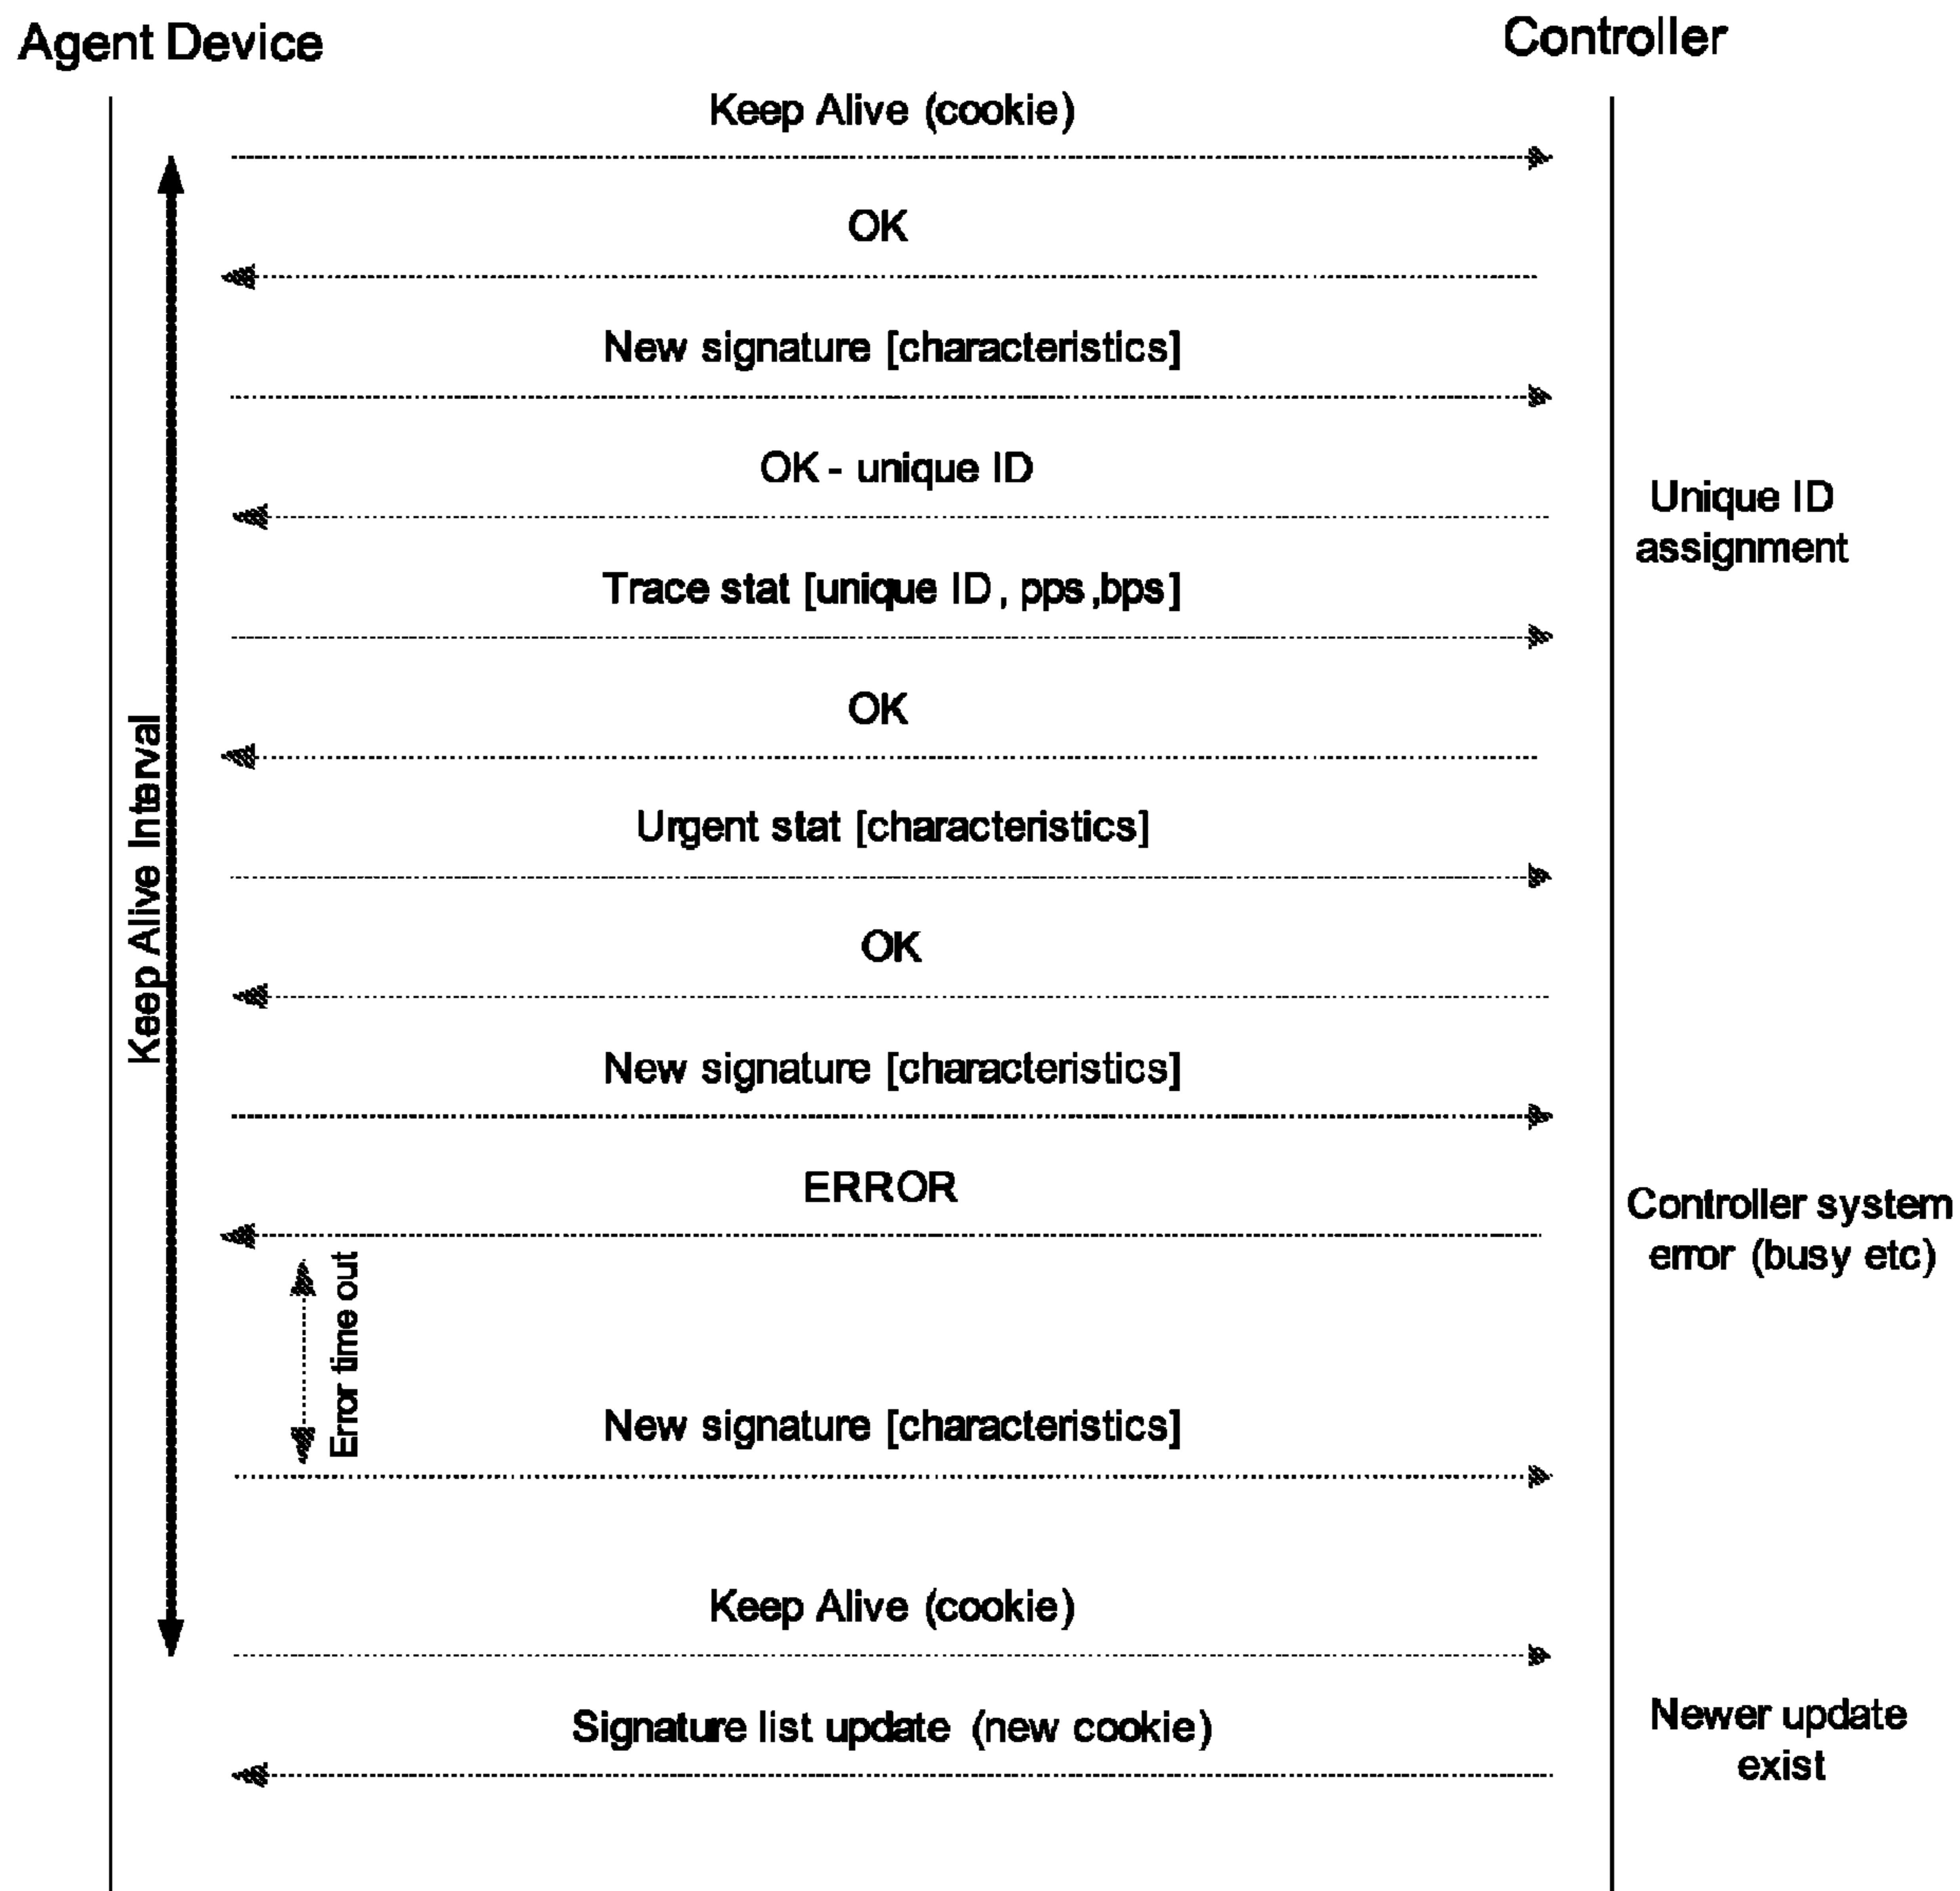 Agent Device
Controller
Keep Alive (cookie)
OK
New signature [characteristics]
OK - unique ID
Unique ID
assignment
Trace stat [unique ID, pps,bps]
OK
Keep Alive Interval
Urgent stat [characteristics]
OK
New signature [characteristics]
ERROR
Controller system
error (busy etc)
Error time out
New signature [characteristics]
Keep Alive (cookie)
Signature list update (new cookie)
Newer update
exist